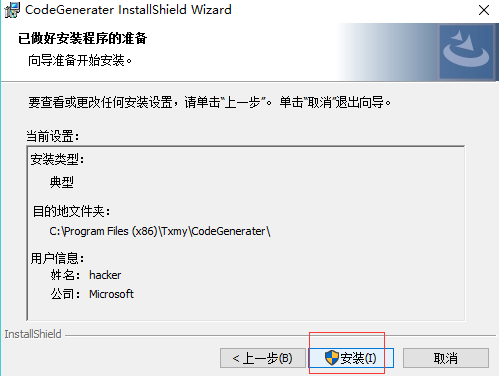 CodeGenerater InstallShield Wizard
已做好安装程序的准备
向导准备开始安装。
要查看或更改任何安装设置，请单击“上一步”。 单击“取消”退出向导。
当前设置:
安装类型:
典型
目的地文件夹:
C:\Program Files (x86)\Txmy\CodeGenerater\
用户信息:
姓名: hacker
公司: Microsoft
InstallShield
< 上一步(B)
安装(I)
取消